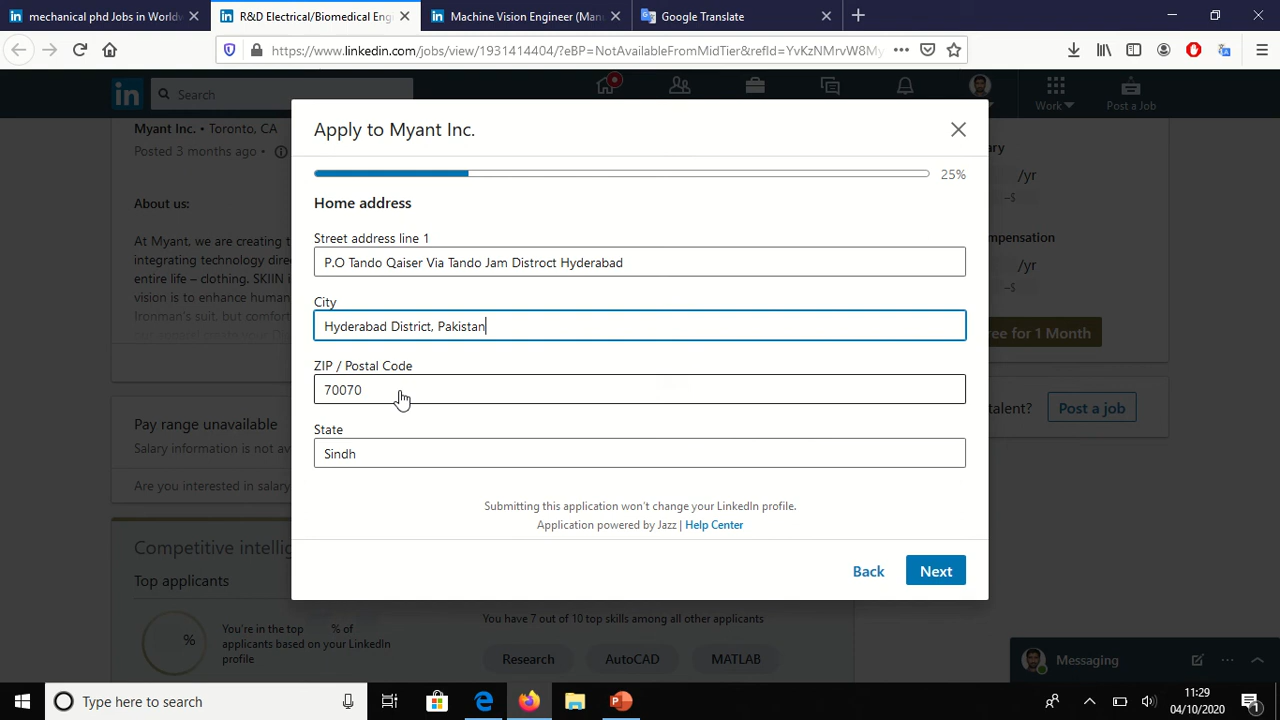 mechanical phd Jobs in Worldw
R&D Electrical/Biomedical Eng
Machine Vision Engineer (Man
Google Translate
https://www.linkedin.com/jobs/view/1931414404/?eBP=NotAvailableFromMidTier&refId=YvKzNMrvW8My
in
Search
Work
Post a Job
Myant Inc. • Toronto, CA
Posted 3 months ago •
About us:
At Myant, we are creating t
integrating technology direc
entire life – clothing. SKIIN i
vision is to enhance human
Ironman's suit, but comfort
Pay range unavailable
Salary information is not av
Are you interested in salary
Competitive intelli
Top applicants
%
You're in the top % of
applicants based on your LinkedIn
profile
Apply to Myant Inc.
25%
Home address
Street address line 1
P.O Tando Qaiser Via Tando Jam Distroct Hyderabad
City
Hyderabad District, Pakistan
ZIP / Postal Code
70070
State
Sindh
Submitting this application won't change your LinkedIn profile.
Application powered by Jazz | Help Center
Back
Next
You have 7 out of 10 top skills among all other applicants
Research
AutoCAD
MATLAB
ary
/yr
–$
ompensation
/yr
–$
ree for 1 Month
talent?
Post a job
Messaging
Type here to search
11:29
04/10/2020
1